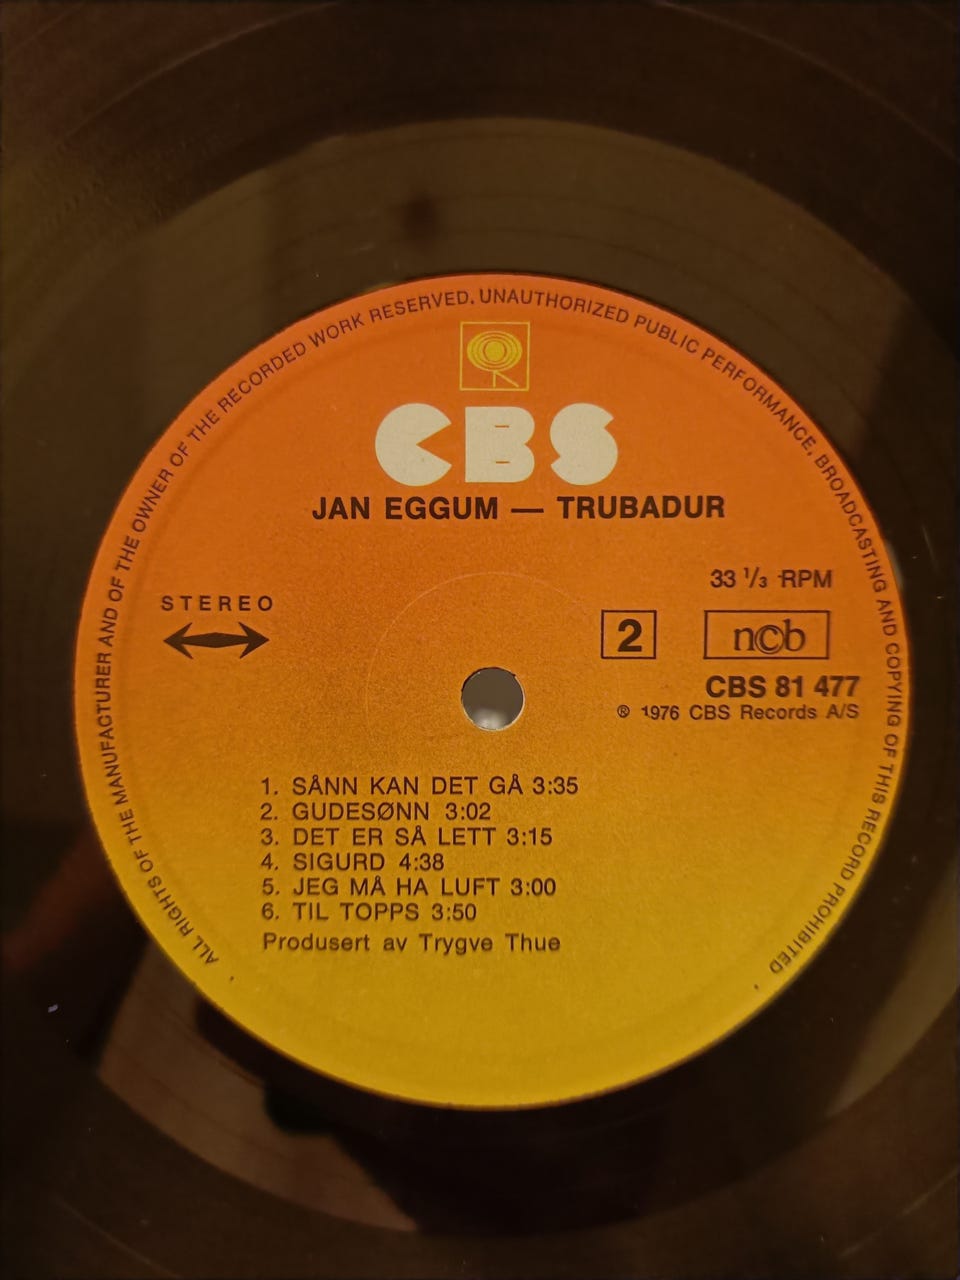 ALL RIGHTS OF THE MANUFACTURER AND OF THE OWNER OF THE RECORDED WORK RESERVED. UNAUTHORIZED PUBLIC PERFORMANCE, BROADCASTING AND COPYING OF THIS RECORD PROHIBITED
CBS
JAN EGGUM — TRUBADUR
33 1/3 RPM
STEREO
2 ncb
CBS 81 477
℗ 1976 CBS Records A/S
1. SÅNN KAN DET GÅ 3:35
2. GUDESØNN 3:02
3. DET ER SÅ LETT 3:15
4. SIGURD 4:38
5. JEG MÅ HA LUFT 3:00
6. TIL TOPPS 3:50
Produsert av Trygve Thue